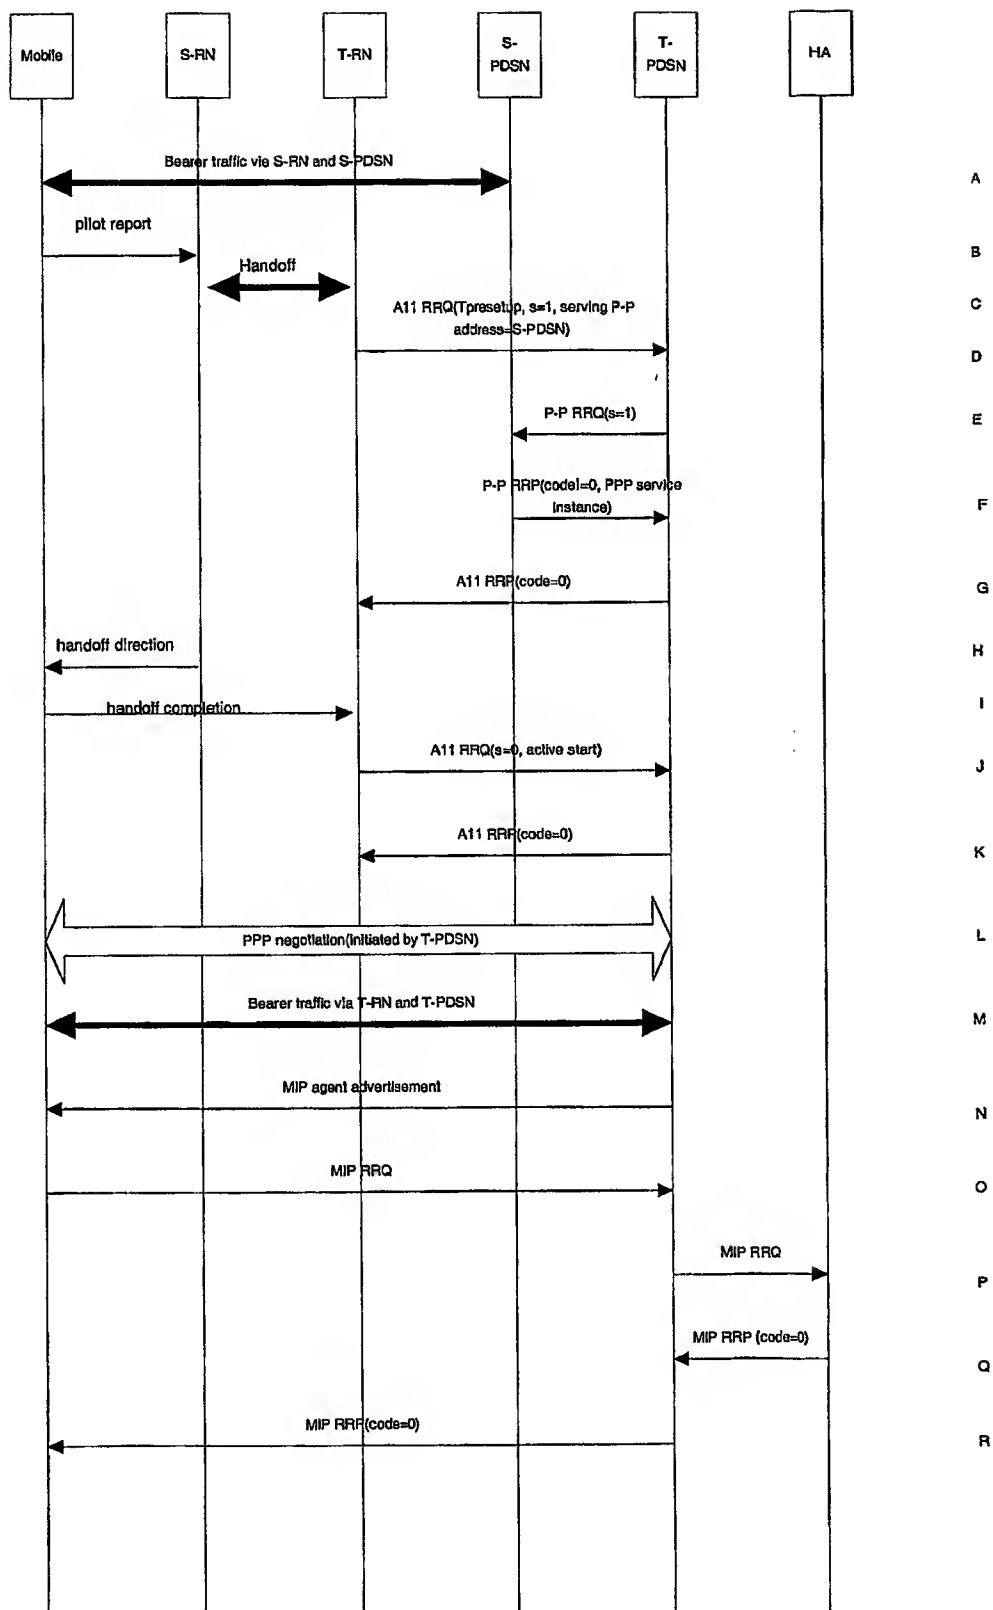 Mobile
S-RN
T-RN
S-
PDSN
T-
PDSN
HA
Bearer traffic via S-RN and S-PDSN
A
pilot report
B
Handoff
C
A11 RRQ(Tpresetup, s=1, serving P-P
address=S-PDSN)
D
P-P RRQ(s=1)
E
P-P RRP(code!=0, PPP service
instance)
F
A11 RRP(code=0)
G
handoff direction
H
handoff completion
I
A11 RRQ(s=0, active start)
J
A11 RRP(code=0)
K
PPP negotiation(initiated by T-PDSN)
L
Bearer traffic via T-RN and T-PDSN
M
MIP agent advertisement
N
MIP RRQ
O
MIP RRQ
P
MIP RRP (code=0)
Q
MIP RRP(code=0)
R